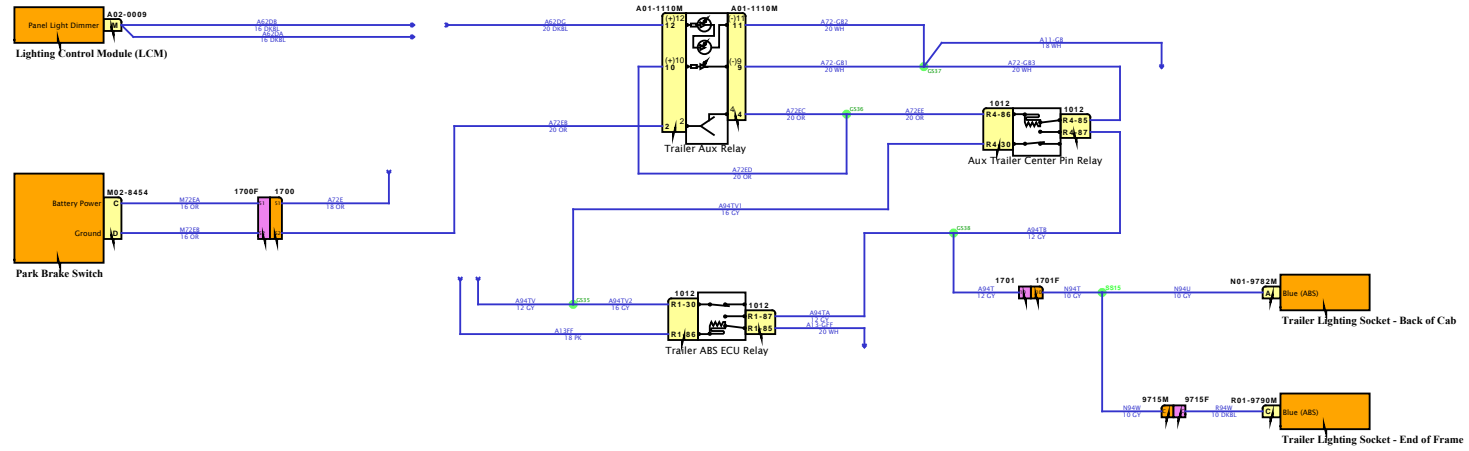 Panel Light Dimmer
A02-0009
M
Lighting Control Module (LCM)
A62DB
16 DKBL
A62DA
16 DKBL
A62DG
20 DKBL
A01-1110M
A01-1110M
(+)12
12
(-)11
11
(+)10
10
(-)9
9
4
4
2
2
Trailer Aux Relay
A72-GB2
20 WH
A72-GB1
20 WH
GS37
A11-GB
18 WH
A72-GB3
20 WH
A72EC
20 OR
GS36
A72EE
20 OR
A72ED
20 OR
A72EB
20 OR
1012
1012
R4-86
R4-85
R4-87
R4-30
Aux Trailer Center Pin Relay
Battery Power
Ground
M02-8454
C
D
Park Brake Switch
M72EA
16 OR
M72EB
16 OR
1700F
1700
A72E
18 OR
A94TV1
16 GY
GS38
A94TB
12 GY
A94TV
12 GY
GS35
A94TV2
16 GY
A13FF
18 PK
1012
1012
R1-30
R1-86
R1-87
R1-85
Trailer ABS ECU Relay
A94TA
12 GY
A13-GFF
20 WH
A94T
12 GY
1701
1701F
N94T
10 GY
N94U
10 GY
N01-9782M
A
Blue (ABS)
Trailer Lighting Socket - Back of Cab
N94W
10 GY
9715M
9715F
R94W
10 DKBL
R01-9790M
C
Blue (ABS)
Trailer Lighting Socket - End of Frame